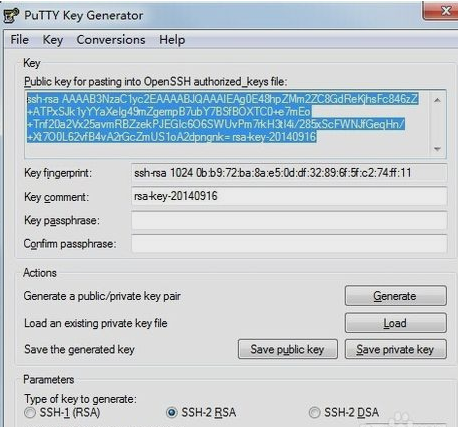 PuTTY Key Generator
File Key Conversions Help
Key
Public key for pasting into OpenSSH authorized_keys file:
ssh-rsa AAAAB3NzaC1yc2EAAAABJQAAAIEAg0E48hpZMm2ZC8GdReKjhsFc846zZ
+ATPxSJk1yYYaXelg49mZgempB7ubY7BSfBOXTC0+e7mEo
+Tnf20a2Vx25avmRBZzekPJEGIc6O6SWUvPm7rkH3tI4i/285xScFWNJfGeqHn/
+Xt7O0L62vfB4vA2rGcZmUS1oA2dpngnk= rsa-key-20140916
Key fingerprint: ssh-rsa 1024 0b:b9:72:ba:8a:e5:0d:df:32:89:6f:5f:c2:74:ff:11
Key comment: rsa-key-20140916
Key passphrase:
Confirm passphrase:
Actions
Generate a public/private key pair Generate
Load an existing private key file Load
Save the generated key Save public key Save private key
Parameters
Type of key to generate:
SSH-1 (RSA) SSH-2 RSA SSH-2 DSA